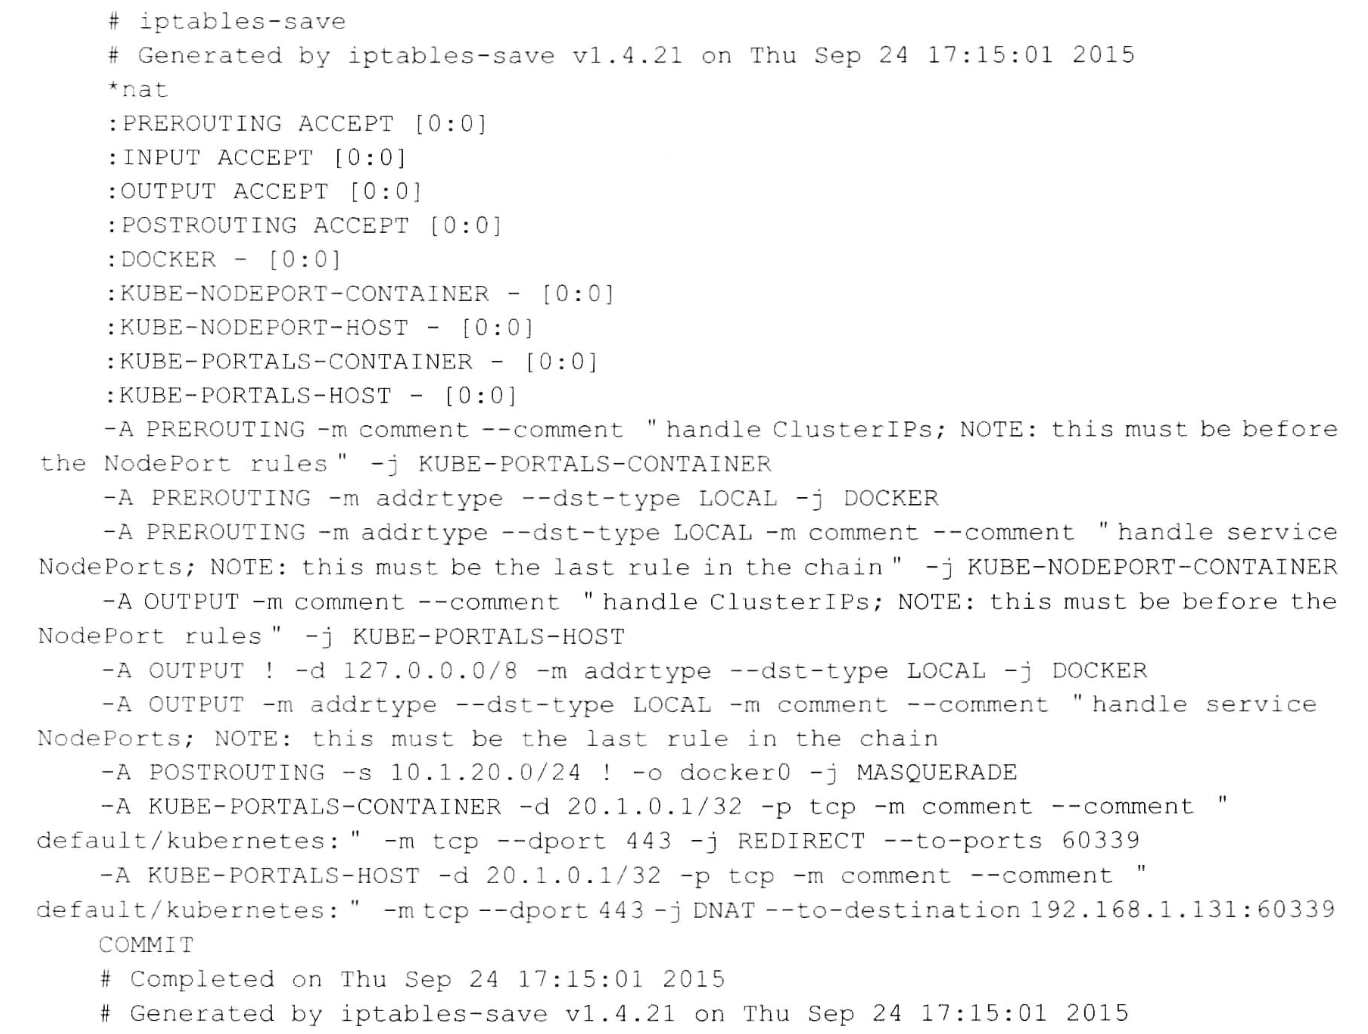 # iptables-save
# Generated by iptables-save v1.4.21 on Thu Sep 24 17:15:01 2015
*nat
:PREROUTING ACCEPT [0:0]
:INPUT ACCEPT [0:0]
:OUTPUT ACCEPT [0:0]
:POSTROUTING ACCEPT [0:0]
:DOCKER - [0:0]
:KUBE-NODEPORT-CONTAINER - [0:0]
:KUBE-NODEPORT-HOST - [0:0]
:KUBE-PORTALS-CONTAINER - [0:0]
:KUBE-PORTALS-HOST - [0:0]
-A PREROUTING -m comment --comment "handle ClusterIPs; NOTE: this must be before
the NodePort rules" -j KUBE-PORTALS-CONTAINER
-A PREROUTING -m addrtype --dst-type LOCAL -j DOCKER
-A PREROUTING -m addrtype --dst-type LOCAL -m comment --comment "handle service
NodePorts; NOTE: this must be the last rule in the chain" -j KUBE-NODEPORT-CONTAINER
-A OUTPUT -m comment --comment "handle ClusterIPs; NOTE: this must be before the
NodePort rules" -j KUBE-PORTALS-HOST
-A OUTPUT ! -d 127.0.0.0/8 -m addrtype --dst-type LOCAL -j DOCKER
-A OUTPUT -m addrtype --dst-type LOCAL -m comment --comment "handle service
NodePorts; NOTE: this must be the last rule in the chain
-A POSTROUTING -s 10.1.20.0/24 ! -o docker0 -j MASQUERADE
-A KUBE-PORTALS-CONTAINER -d 20.1.0.1/32 -p tcp -m comment --comment "
default/kubernetes:" -m tcp --dport 443 -j REDIRECT --to-ports 60339
-A KUBE-PORTALS-HOST -d 20.1.0.1/32 -p tcp -m comment --comment "
default/kubernetes:" -m tcp --dport 443 -j DNAT --to-destination 192.168.1.131:60339
COMMIT
# Completed on Thu Sep 24 17:15:01 2015
# Generated by iptables-save v1.4.21 on Thu Sep 24 17:15:01 2015